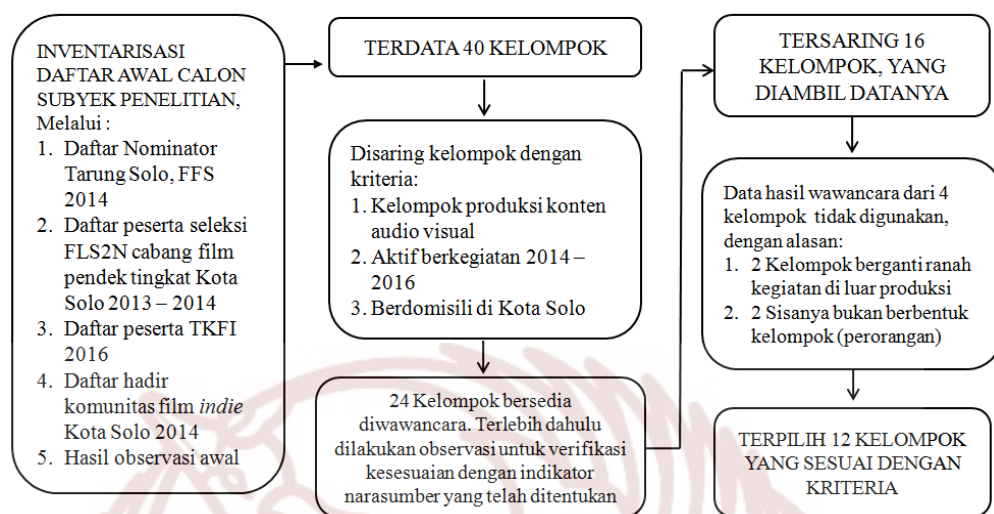 INVENTARISASI
DAFTAR AWAL CALON
SUBYEK PENELITIAN,
Melalui :
1. Daftar Nominator
Tarung Solo, FFS
2014
2. Daftar peserta seleksi
FLS2N cabang film
pendek tingkat Kota
Solo 2013 – 2014
3. Daftar peserta TKFI
2016
4. Daftar hadir
komunitas film indie
Kota Solo 2014
5. Hasil observasi awal
TERDATA 40 KELOMPOK
Disaring kelompok dengan
kriteria:
1. Kelompok produksi konten
audio visual
2. Aktif berkegiatan 2014 –
2016
3. Berdomisili di Kota Solo
24 Kelompok bersedia
diwawancara. Terlebih dahulu
dilakukan observasi untuk verifikasi
kesesuaian dengan indikator
narasumber yang telah ditentukan
TERSARING 16
KELOMPOK, YANG
DIAMBIL DATANYA
Data hasil wawancara dari 4
kelompok tidak digunakan,
dengan alasan:
1. 2 Kelompok berganti ranah
kegiatan di luar produksi
2. 2 Sisanya bukan berbentuk
kelompok (perorangan)
TERPILIH 12 KELOMPOK
YANG SESUAI DENGAN
KRITERIA